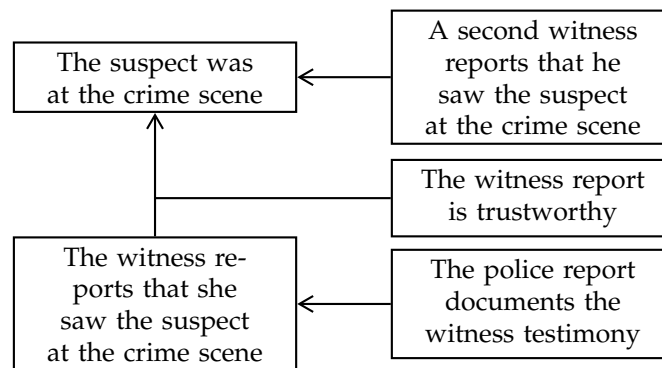 The suspect was
at the crime scene
A second witness
reports that he
saw the suspect
at the crime scene
The witness report
is trustworthy
The witness re-
ports that she
saw the suspect
at the crime scene
The police report
documents the
witness testimony